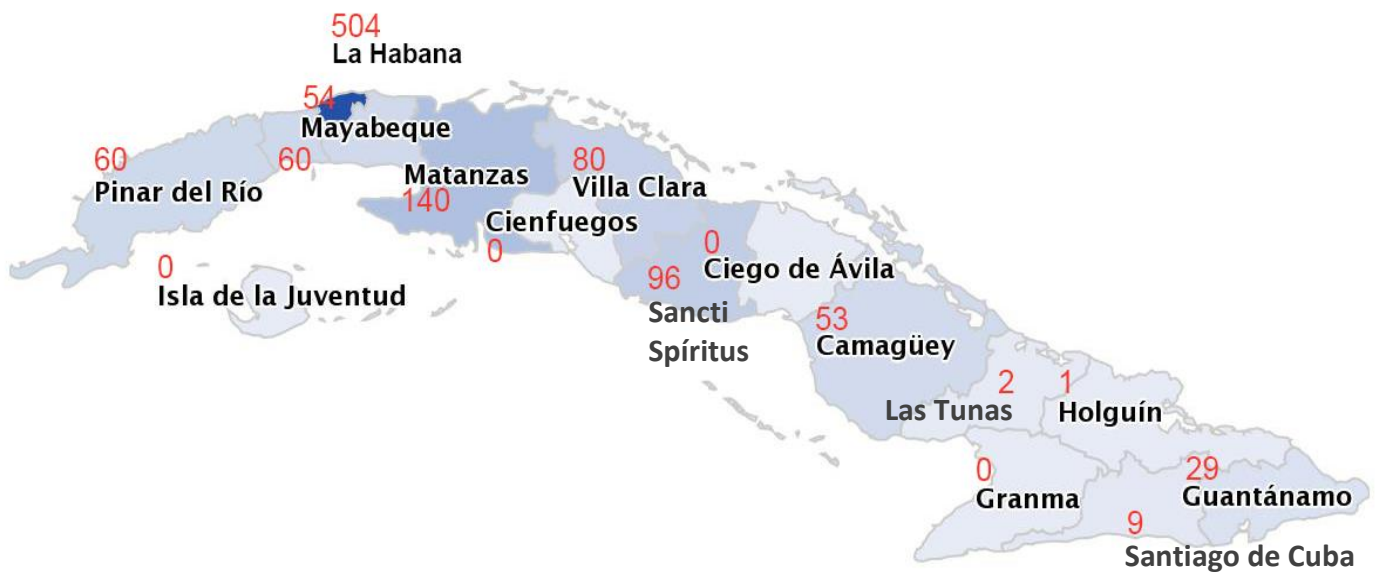 504
La Habana
54
Mayabeque
60
Pinar del Río
60
Matanzas
140
80
Villa Clara
Cienfuegos
0
0
Isla de la Juventud
0
Ciego de Ávila
96
Sancti
Spíritus
53
Camagüey
2
Las Tunas
1
Holguín
0
Granma
29
Guantánamo
9
Santiago de Cuba